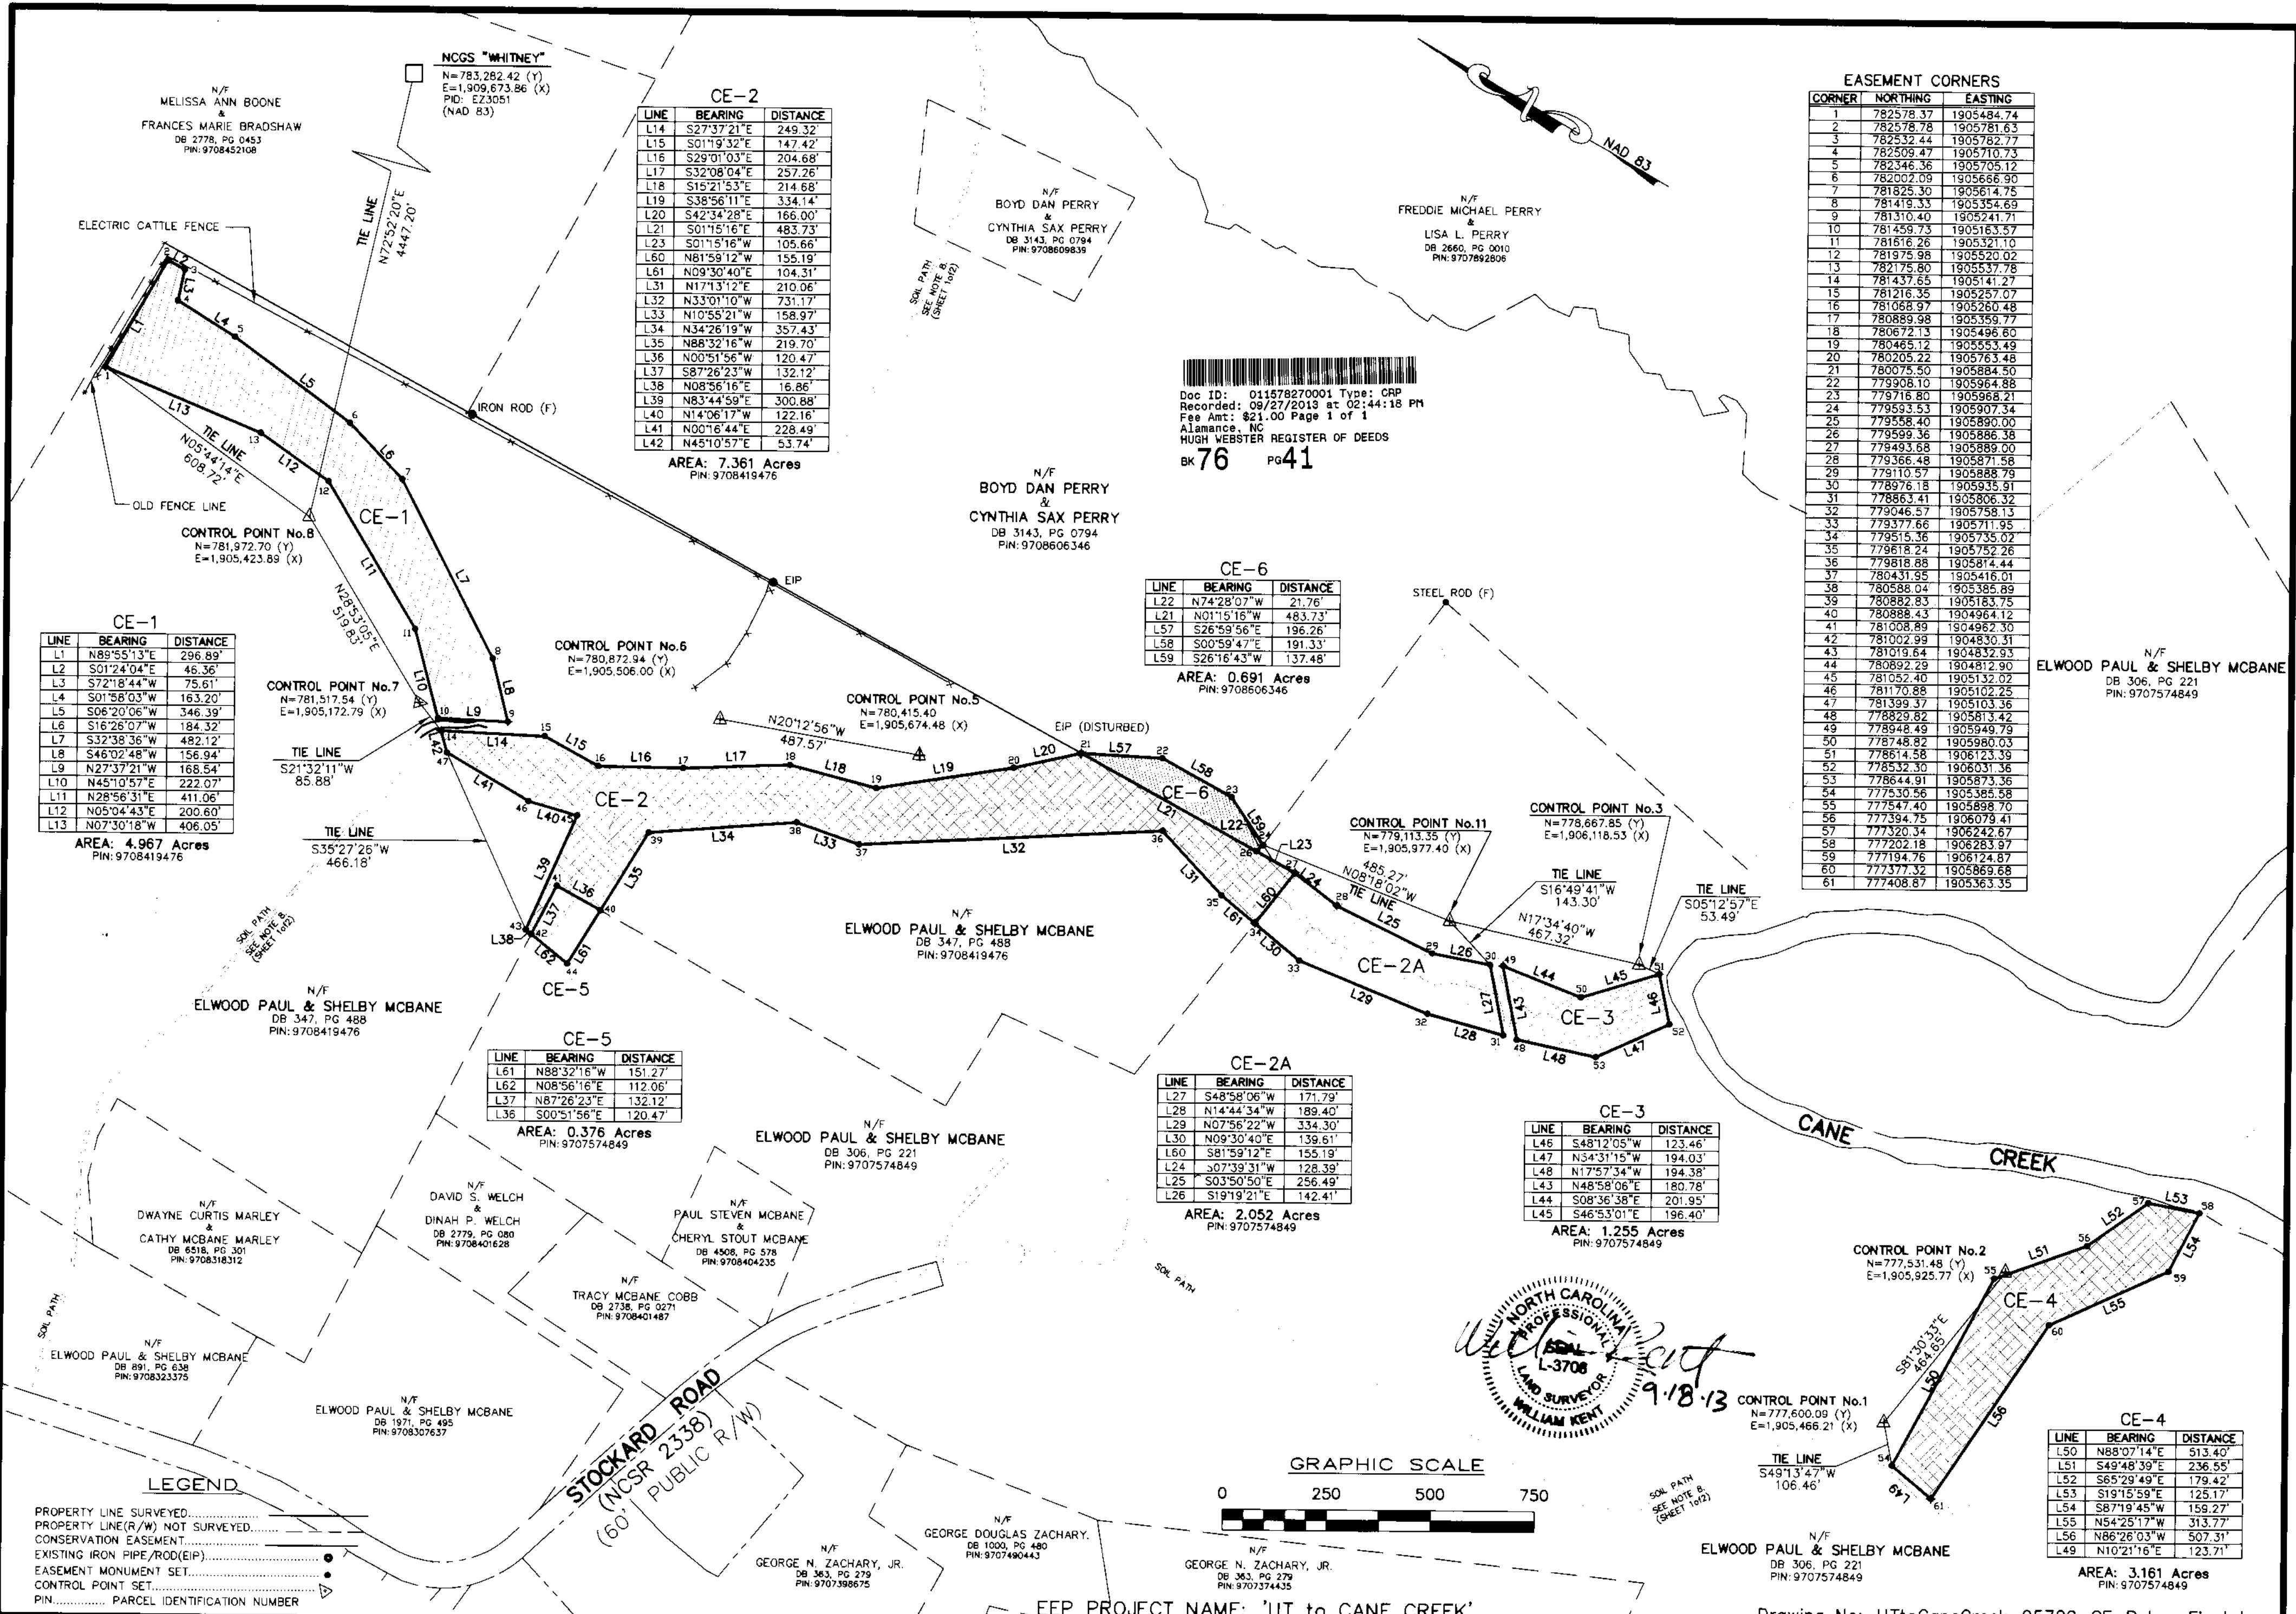 N/F
MELISSA ANN BOONE
&
FRANCES MARIE BRADSHAW
DB 2778, PG 0453
PIN: 9708452108
NCGS "WHITNEY"
N=783,282.42 (Y)
E=1,909,673.86 (X)
PID: EZ3051
(NAD 83)
TIE LINE
N72°52'20"E
4447.20'
ELECTRIC CATTLE FENCE
IRON ROD (F)
OLD FENCE LINE
TIE LINE
N05°44'14"E
608.72'
CONTROL POINT No.8
N=781,972.70 (Y)
E=1,905,423.89 (X)
N28°53'05"E
519.83'
CE-2
LINE BEARING DISTANCE
L14 S27°37'21"E 249.32'
L15 S01°19'32"E 147.42'
L16 S29°01'03"E 204.68'
L17 S32°08'04"E 257.26'
L18 S15°21'53"E 214.68'
L19 S38°56'11"E 334.14'
L20 S42°34'28"E 166.00'
L21 S01°15'16"E 483.73'
L23 S01°15'16"W 105.66'
L60 N81°59'12"W 155.19'
L61 N09°30'40"E 104.31'
L31 N17°13'12"E 210.06'
L32 N33°01'10"W 731.17'
L33 N10°55'21"W 158.97'
L34 N34°26'19"W 357.43'
L35 N88°32'16"W 219.70'
L36 N00°51'56"W 120.47'
L37 S87°26'23"W 132.12'
L38 N08°56'16"E 16.86'
L39 N83°44'59"E 300.88'
L40 N14°06'17"W 122.16'
L41 N00°16'44"E 228.49'
L42 N45°10'57"E 53.74'
AREA: 7.361 Acres
PIN: 9708419476
N/F
BOYD DAN PERRY
&
CYNTHIA SAX PERRY
DB 3143, PG 0794
PIN: 9708609839
SOIL PATH
SEE NOTE 8.
(SHEET 1of2)
NAD 83
N/F
FREDDIE MICHAEL PERRY
&
LISA L. PERRY
DB 2660, PG 0010
PIN: 9707892806
Doc ID: 011578270001 Type: CRP
Recorded: 09/27/2013 at 02:44:18 PM
Fee Amt: $21.00 Page 1 of 1
Alamance, NC
HUGH WEBSTER REGISTER OF DEEDS
BK 76 PG 41
EASEMENT CORNERS
CORNER NORTHING EASTING
1 782578.37 1905484.74
2 782578.78 1905781.63
3 782532.44 1905782.77
4 782509.47 1905710.73
5 782346.36 1905705.12
6 782002.09 1905666.90
7 781825.30 1905614.75
8 781419.33 1905354.69
9 781310.40 1905241.71
10 781459.73 1905163.57
11 781616.26 1905321.10
12 781975.98 1905520.02
13 782175.80 1905537.78
14 781437.65 1905141.27
15 781216.35 1905257.07
16 781068.97 1905260.48
17 780889.98 1905359.77
18 780672.13 1905496.60
19 780465.12 1905553.49
20 780205.22 1905763.48
21 780075.50 1905884.50
22 779908.10 1905964.88
23 779716.80 1905968.21
24 779593.53 1905907.34
25 779558.40 1905890.00
26 779599.36 1905886.38
27 779493.68 1905889.00
28 779366.48 1905871.58
29 779110.57 1905888.79
30 778976.18 1905935.91
31 778863.41 1905806.32
32 779046.57 1905758.13
33 779377.66 1905711.95
34 779515.36 1905735.02
35 779618.24 1905752.26
36 779818.88 1905814.44
37 780431.95 1905416.01
38 780588.04 1905385.89
39 780882.83 1905183.75
40 780888.43 1904964.12
41 781008.89 1904962.30
42 781002.99 1904830.31
43 781019.64 1904832.93
44 780892.29 1904812.90
45 781052.40 1905132.02
46 781170.88 1905102.25
47 781399.37 1905103.36
48 778829.82 1905813.42
49 778948.49 1905949.79
50 778748.82 1905980.03
51 778614.58 1906123.39
52 778532.30 1906031.36
53 778644.91 1905873.36
54 777530.56 1905385.58
55 777547.40 1905898.70
56 777394.75 1906079.41
57 777320.34 1906242.67
58 777202.18 1906283.97
59 777194.76 1906124.87
60 777377.32 1905869.68
61 777408.87 1905363.35
N/F
BOYD DAN PERRY
&
CYNTHIA SAX PERRY
DB 3143, PG 0794
PIN: 9708606346
EIP
CE-1
CE-1
LINE BEARING DISTANCE
L1 N89°55'13"E 296.89'
L2 S01°24'04"E 46.36'
L3 S72°18'44"W 75.61'
L4 S01°58'03"W 163.20'
L5 S06°20'06"W 346.39'
L6 S16°26'07"W 184.32'
L7 S32°38'36"W 482.12'
L8 S46°02'48"W 156.94'
L9 N27°37'21"W 168.54'
L10 N45°10'57"E 222.07'
L11 N28°56'31"E 411.06'
L12 N05°04'43"E 200.60'
L13 N07°30'18"W 406.05'
AREA: 4.967 Acres
PIN: 9708419476
CONTROL POINT No.7
N=781,517.54 (Y)
E=1,905,172.79 (X)
TIE LINE
S21°32'11"W
85.88'
TIE LINE
S35°27'26"W
466.18'
CONTROL POINT No.6
N=780,872.94 (Y)
E=1,905,506.00 (X)
N20°12'56"W
487.57'
CONTROL POINT No.5
N=780,415.40
E=1,905,674.48 (X)
EIP (DISTURBED)
CE-6
LINE BEARING DISTANCE
L22 N74°28'07"W 21.76'
L21 N01°15'16"W 483.73'
L57 S26°59'56"E 196.26'
L58 S00°59'47"E 191.33'
L59 S26°16'43"W 137.48'
AREA: 0.691 Acres
PIN: 9708606346
STEEL ROD (F)
N/F
ELWOOD PAUL & SHELBY MCBANE
DB 306, PG 221
PIN: 9707574849
CE-2
CE-6
CONTROL POINT No.11
N=779,113.35 (Y)
E=1,905,977.40 (X)
CONTROL POINT No.3
N=778,667.85 (Y)
E=1,906,118.53 (X)
485.27'
N08°18'02"W
TIE LINE
TIE LINE
S16°49'41"W
143.30'
N17°34'40"W
467.32'
TIE LINE
S05°12'57"E
53.49'
CE-2A
CE-3
CE-5
SOIL PATH
SEE NOTE 8.
(SHEET 1of2)
N/F
ELWOOD PAUL & SHELBY MCBANE
DB 347, PG 488
PIN: 9708419476
N/F
ELWOOD PAUL & SHELBY MCBANE
DB 347, PG 488
PIN: 9708419476
CE-5
LINE BEARING DISTANCE
L61 N88°32'16"W 151.27'
L62 N08°56'16"E 112.06'
L37 N87°26'23"E 132.12'
L36 S00°51'56"E 120.47'
AREA: 0.376 Acres
PIN: 9707574849
N/F
ELWOOD PAUL & SHELBY MCBANE
DB 306, PG 221
PIN: 9707574849
CE-2A
LINE BEARING DISTANCE
L27 S48°58'06"W 171.79'
L28 N14°44'34"W 189.40'
L29 N07°56'22"W 334.30'
L30 N09°30'40"E 139.61'
L60 S81°59'12"E 155.19'
L24 S07°39'31"W 128.39'
L25 S03°50'50"E 256.49'
L26 S19°19'21"E 142.41'
AREA: 2.052 Acres
PIN: 9707574849
CE-3
LINE BEARING DISTANCE
L46 S48°12'05"W 123.46'
L47 N54°31'15"W 194.03'
L48 N17°57'34"W 194.38'
L43 N48°58'06"E 180.78'
L44 S08°36'38"E 201.95'
L45 S46°53'01"E 196.40'
AREA: 1.255 Acres
PIN: 9707574849
CANE CREEK
N/F
DWAYNE CURTIS MARLEY
&
CATHY MCBANE MARLEY
DB 6518, PG 301
PIN: 9708318312
N/F
DAVID S. WELCH
&
DINAH P. WELCH
DB 2779, PG 080
PIN: 9708401628
N/F
PAUL STEVEN MCBANE
&
CHERYL STOUT MCBANE
DB 4508, PG 578
PIN: 9708404235
N/F
TRACY MCBANE COBB
DB 2738, PG 0271
PIN: 9708401487
SOIL PATH
SOIL PATH
N/F
ELWOOD PAUL & SHELBY MCBANE
DB 891, PG 638
PIN: 9708323375
N/F
ELWOOD PAUL & SHELBY MCBANE
DB 1971, PG 495
PIN: 9708307637
STOCKARD ROAD
(NCSR 2338)
(60' PUBLIC R/W)
NORTH CAROLINA
PROFESSIONAL
SEAL
L-3708
LAND SURVEYOR
WILLIAM KENT
9·18·13
CONTROL POINT No.2
N=777,531.48 (Y)
E=1,905,925.77 (X)
CE-4
S81°30'33"E
464.65'
CONTROL POINT No.1
N=777,600.09 (Y)
E=1,905,466.21 (X)
TIE LINE
S49°13'47"W
106.46'
CE-4
LINE BEARING DISTANCE
L50 N88°07'14"E 513.40'
L51 S49°48'39"E 236.55'
L52 S65°29'49"E 179.42'
L53 S19°15'59"E 125.17'
L54 S87°19'45"W 159.27'
L55 N54°25'17"W 313.77'
L56 N86°26'03"W 507.31'
L49 N10°21'16"E 123.71'
AREA: 3.161 Acres
PIN: 9707574849
LEGEND
PROPERTY LINE SURVEYED
PROPERTY LINE(R/W) NOT SURVEYED
CONSERVATION EASEMENT
EXISTING IRON PIPE/ROD(EIP)
EASEMENT MONUMENT SET
CONTROL POINT SET
PIN PARCEL IDENTIFICATION NUMBER
GRAPHIC SCALE
0 250 500 750
SOIL PATH
SEE NOTE 8.
(SHEET 1of2)
N/F
GEORGE N. ZACHARY, JR.
DB 363, PG 279
PIN: 9707398675
N/F
GEORGE DOUGLAS ZACHARY.
DB 1000, PG 480
PIN: 9707490443
N/F
GEORGE N. ZACHARY, JR.
DB 363, PG 279
PIN: 9707374435
N/F
ELWOOD PAUL & SHELBY MCBANE
DB 306, PG 221
PIN: 9707574849
EEP PROJECT NAME: 'UT to CANE CREEK'